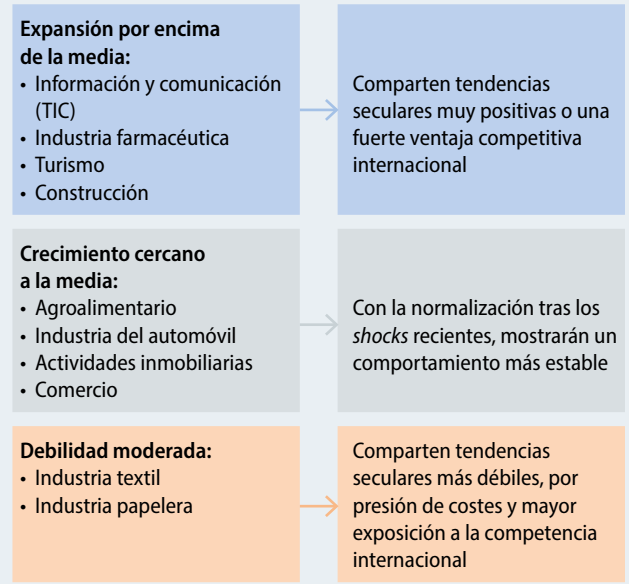 Expansión por encima
de la media:
• Información y comunicación
(TIC)
• Industria farmacéutica
• Turismo
• Construcción
Comparten tendencias
seculares muy positivas o una
fuerte ventaja competitiva
internacional
Crecimiento cercano
a la media:
• Agroalimentario
• Industria del automóvil
• Actividades inmobiliarias
• Comercio
Con la normalización tras los
shocks recientes, mostrarán un
comportamiento más estable
Debilidad moderada:
• Industria textil
• Industria papelera
Comparten tendencias
seculares más débiles, por
presión de costes y mayor
exposición a la competencia
internacional